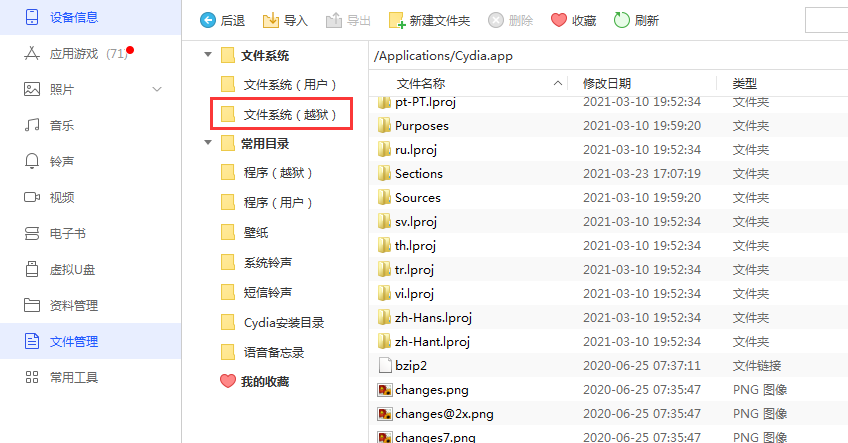 设备信息
应用游戏 (71)
照片
音乐
铃声
视频
电子书
虚拟U盘
资料管理
文件管理
常用工具
后退 导入 导出 新建文件夹 删除 收藏 刷新
文件系统
文件系统（用户）
文件系统（越狱）
常用目录
程序（越狱）
程序（用户）
壁纸
系统铃声
短信铃声
Cydia安装目录
语音备忘录
我的收藏
/Applications/Cydia.app
文件名称 修改日期 类型
pt-PT.lproj 2021-03-10 19:52:34 文件夹
Purposes 2021-03-10 19:59:20 文件夹
ru.lproj 2021-03-10 19:52:34 文件夹
Sections 2021-03-23 17:07:19 文件夹
Sources 2021-03-10 19:59:20 文件夹
sv.lproj 2021-03-10 19:52:34 文件夹
th.lproj 2021-03-10 19:52:34 文件夹
tr.lproj 2021-03-10 19:52:34 文件夹
vi.lproj 2021-03-10 19:52:34 文件夹
zh-Hans.lproj 2021-03-10 19:52:34 文件夹
zh-Hant.lproj 2021-03-10 19:52:34 文件夹
bzip2 2020-06-25 07:37:11 文件链接
changes.png 2020-06-25 07:35:47 PNG 图像
changes@2x.png 2020-06-25 07:35:47 PNG 图像
changes7.png 2020-06-25 07:35:47 PNG 图像